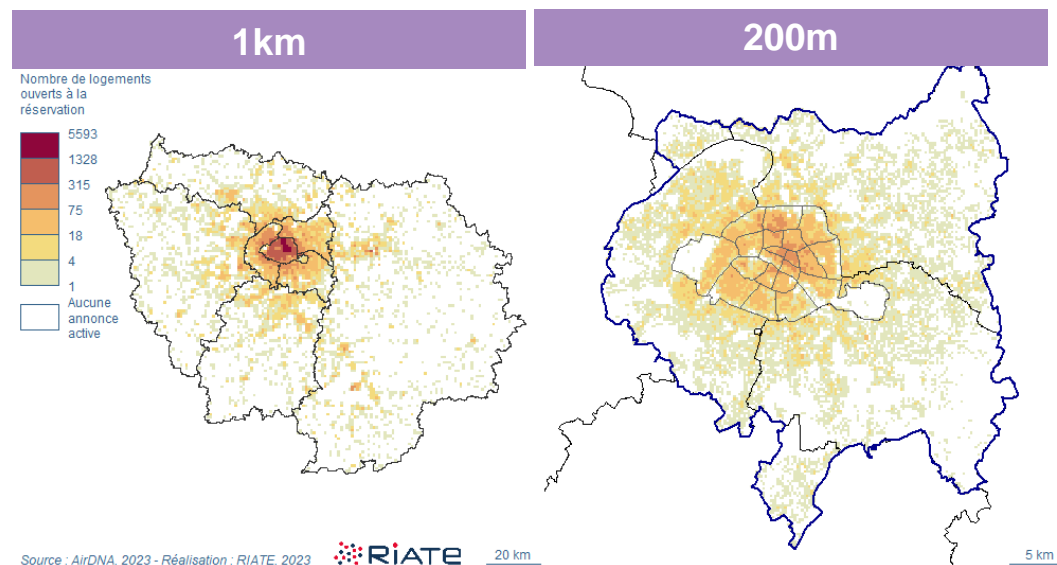 1km
200m
Nombre de logements
ouverts à la
réservation
5593
1328
315
75
18
4
1
Aucune
annonce
active
Source : AirDNA, 2023 - Réalisation : RIATE, 2023
RIATE
20 km
5 km